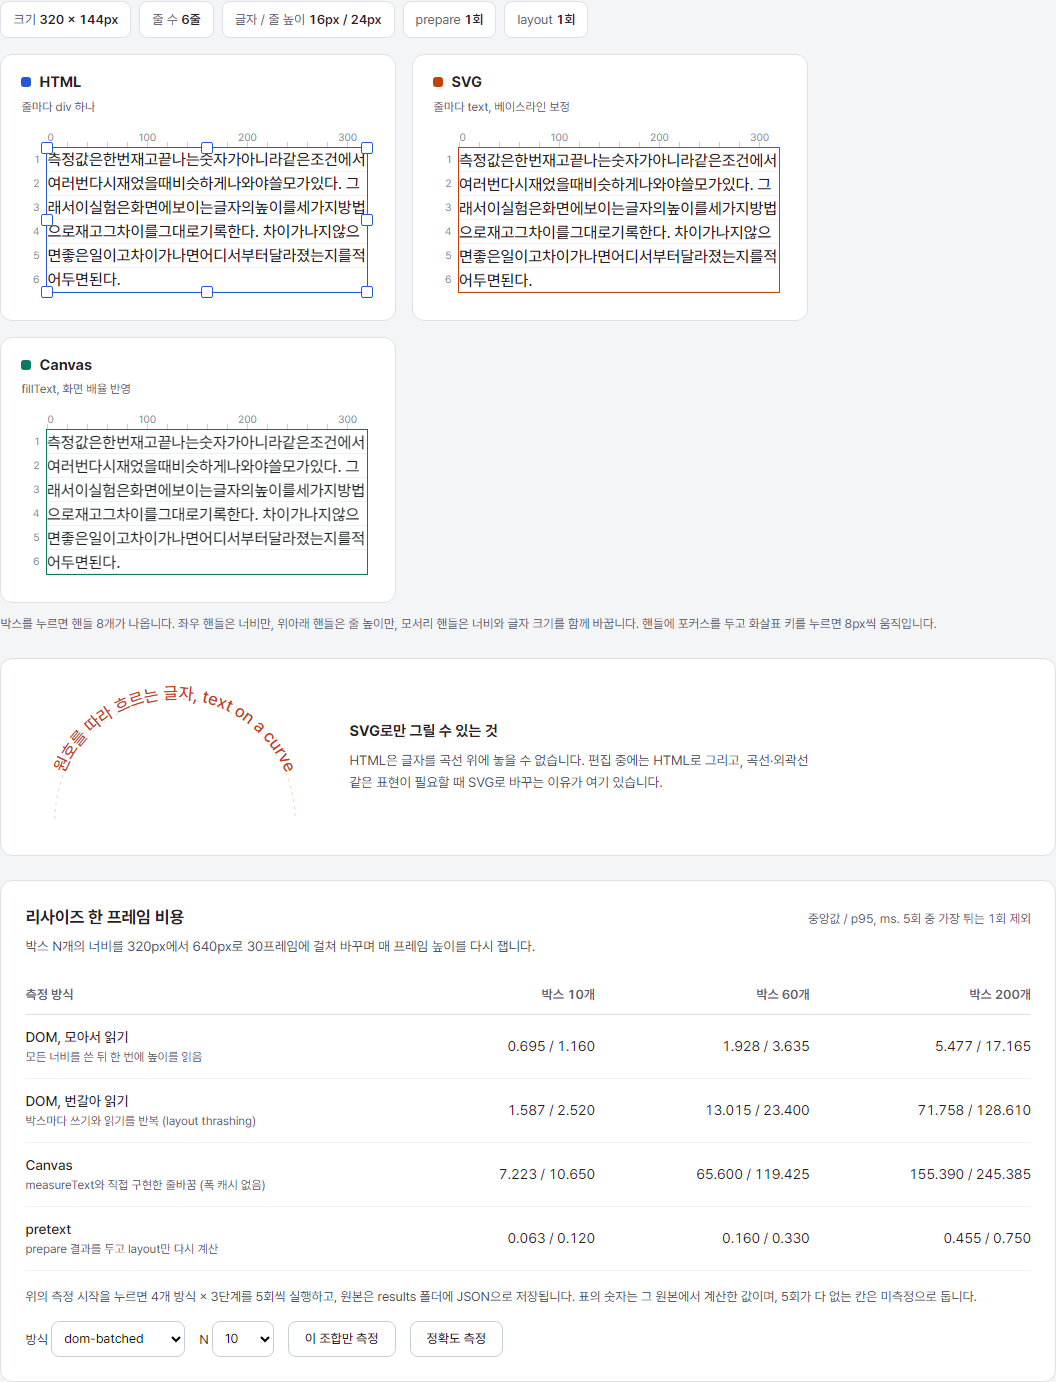 크기 320 × 144px 줄 수 6줄 글자 / 줄 높이 16px / 24px prepare 1회 layout 1회
HTML
줄마다 div 하나
0 100 200 300
1 측정값은한번재고끝나는숫자가아니라같은조건에서
2 여러번다시재었을때비슷하게나와야쓸모가있다. 그
3 래서이실험은화면에보이는글자의높이를세가지방법
4 으로재고그차이를그대로기록한다. 차이가나지않으
5 면좋은일이고차이가나면어디서부터달라졌는지를적
6 어두면된다.
SVG
줄마다 text, 베이스라인 보정
0 100 200 300
1 측정값은한번재고끝나는숫자가아니라같은조건에서
2 여러번다시재었을때비슷하게나와야쓸모가있다. 그
3 래서이실험은화면에보이는글자의높이를세가지방법
4 으로재고그차이를그대로기록한다. 차이가나지않으
5 면좋은일이고차이가나면어디서부터달라졌는지를적
6 어두면된다.
Canvas
fillText, 화면 배율 반영
0 100 200 300
1 측정값은한번재고끝나는숫자가아니라같은조건에서
2 여러번다시재었을때비슷하게나와야쓸모가있다. 그
3 래서이실험은화면에보이는글자의높이를세가지방법
4 으로재고그차이를그대로기록한다. 차이가나지않으
5 면좋은일이고차이가나면어디서부터달라졌는지를적
6 어두면된다.
박스를 누르면 핸들 8개가 나옵니다. 좌우 핸들은 너비만, 위아래 핸들은 줄 높이만, 모서리 핸들은 너비와 글자 크기를 함께 바꿉니다. 핸들에 포커스를 두고 화살표 키를 누르면 8px씩 움직입니다.
원호를 따라 흐르는 글자, text on a curve
SVG로만 그릴 수 있는 것
HTML은 글자를 곡선 위에 놓을 수 없습니다. 편집 중에는 HTML로 그리고, 곡선·외곽선
같은 표현이 필요할 때 SVG로 바꾸는 이유가 여기 있습니다.
리사이즈 한 프레임 비용
중앙값 / p95, ms. 5회 중 가장 튀는 1회 제외
박스 N개의 너비를 320px에서 640px로 30프레임에 걸쳐 바꾸며 매 프레임 높이를 다시 잽니다.
측정 방식 박스 10개 박스 60개 박스 200개
DOM, 모아서 읽기
모든 너비를 쓴 뒤 한 번에 높이를 읽음
0.695 / 1.160 1.928 / 3.635 5.477 / 17.165
DOM, 번갈아 읽기
박스마다 쓰기와 읽기를 반복 (layout thrashing)
1.587 / 2.520 13.015 / 23.400 71.758 / 128.610
Canvas
measureText와 직접 구현한 줄바꿈 (폭 캐시 없음)
7.223 / 10.650 65.600 / 119.425 155.390 / 245.385
pretext
prepare 결과를 두고 layout만 다시 계산
0.063 / 0.120 0.160 / 0.330 0.455 / 0.750
위의 측정 시작을 누르면 4개 방식 × 3단계를 5회씩 실행하고, 원본은 results 폴더에 JSON으로 저장됩니다. 표의 숫자는 그 원본에서 계산한 값이며, 5회가 다 없는 칸은 미측정으로 둡니다.
방식 dom-batched N 10 이 조합만 측정 정확도 측정